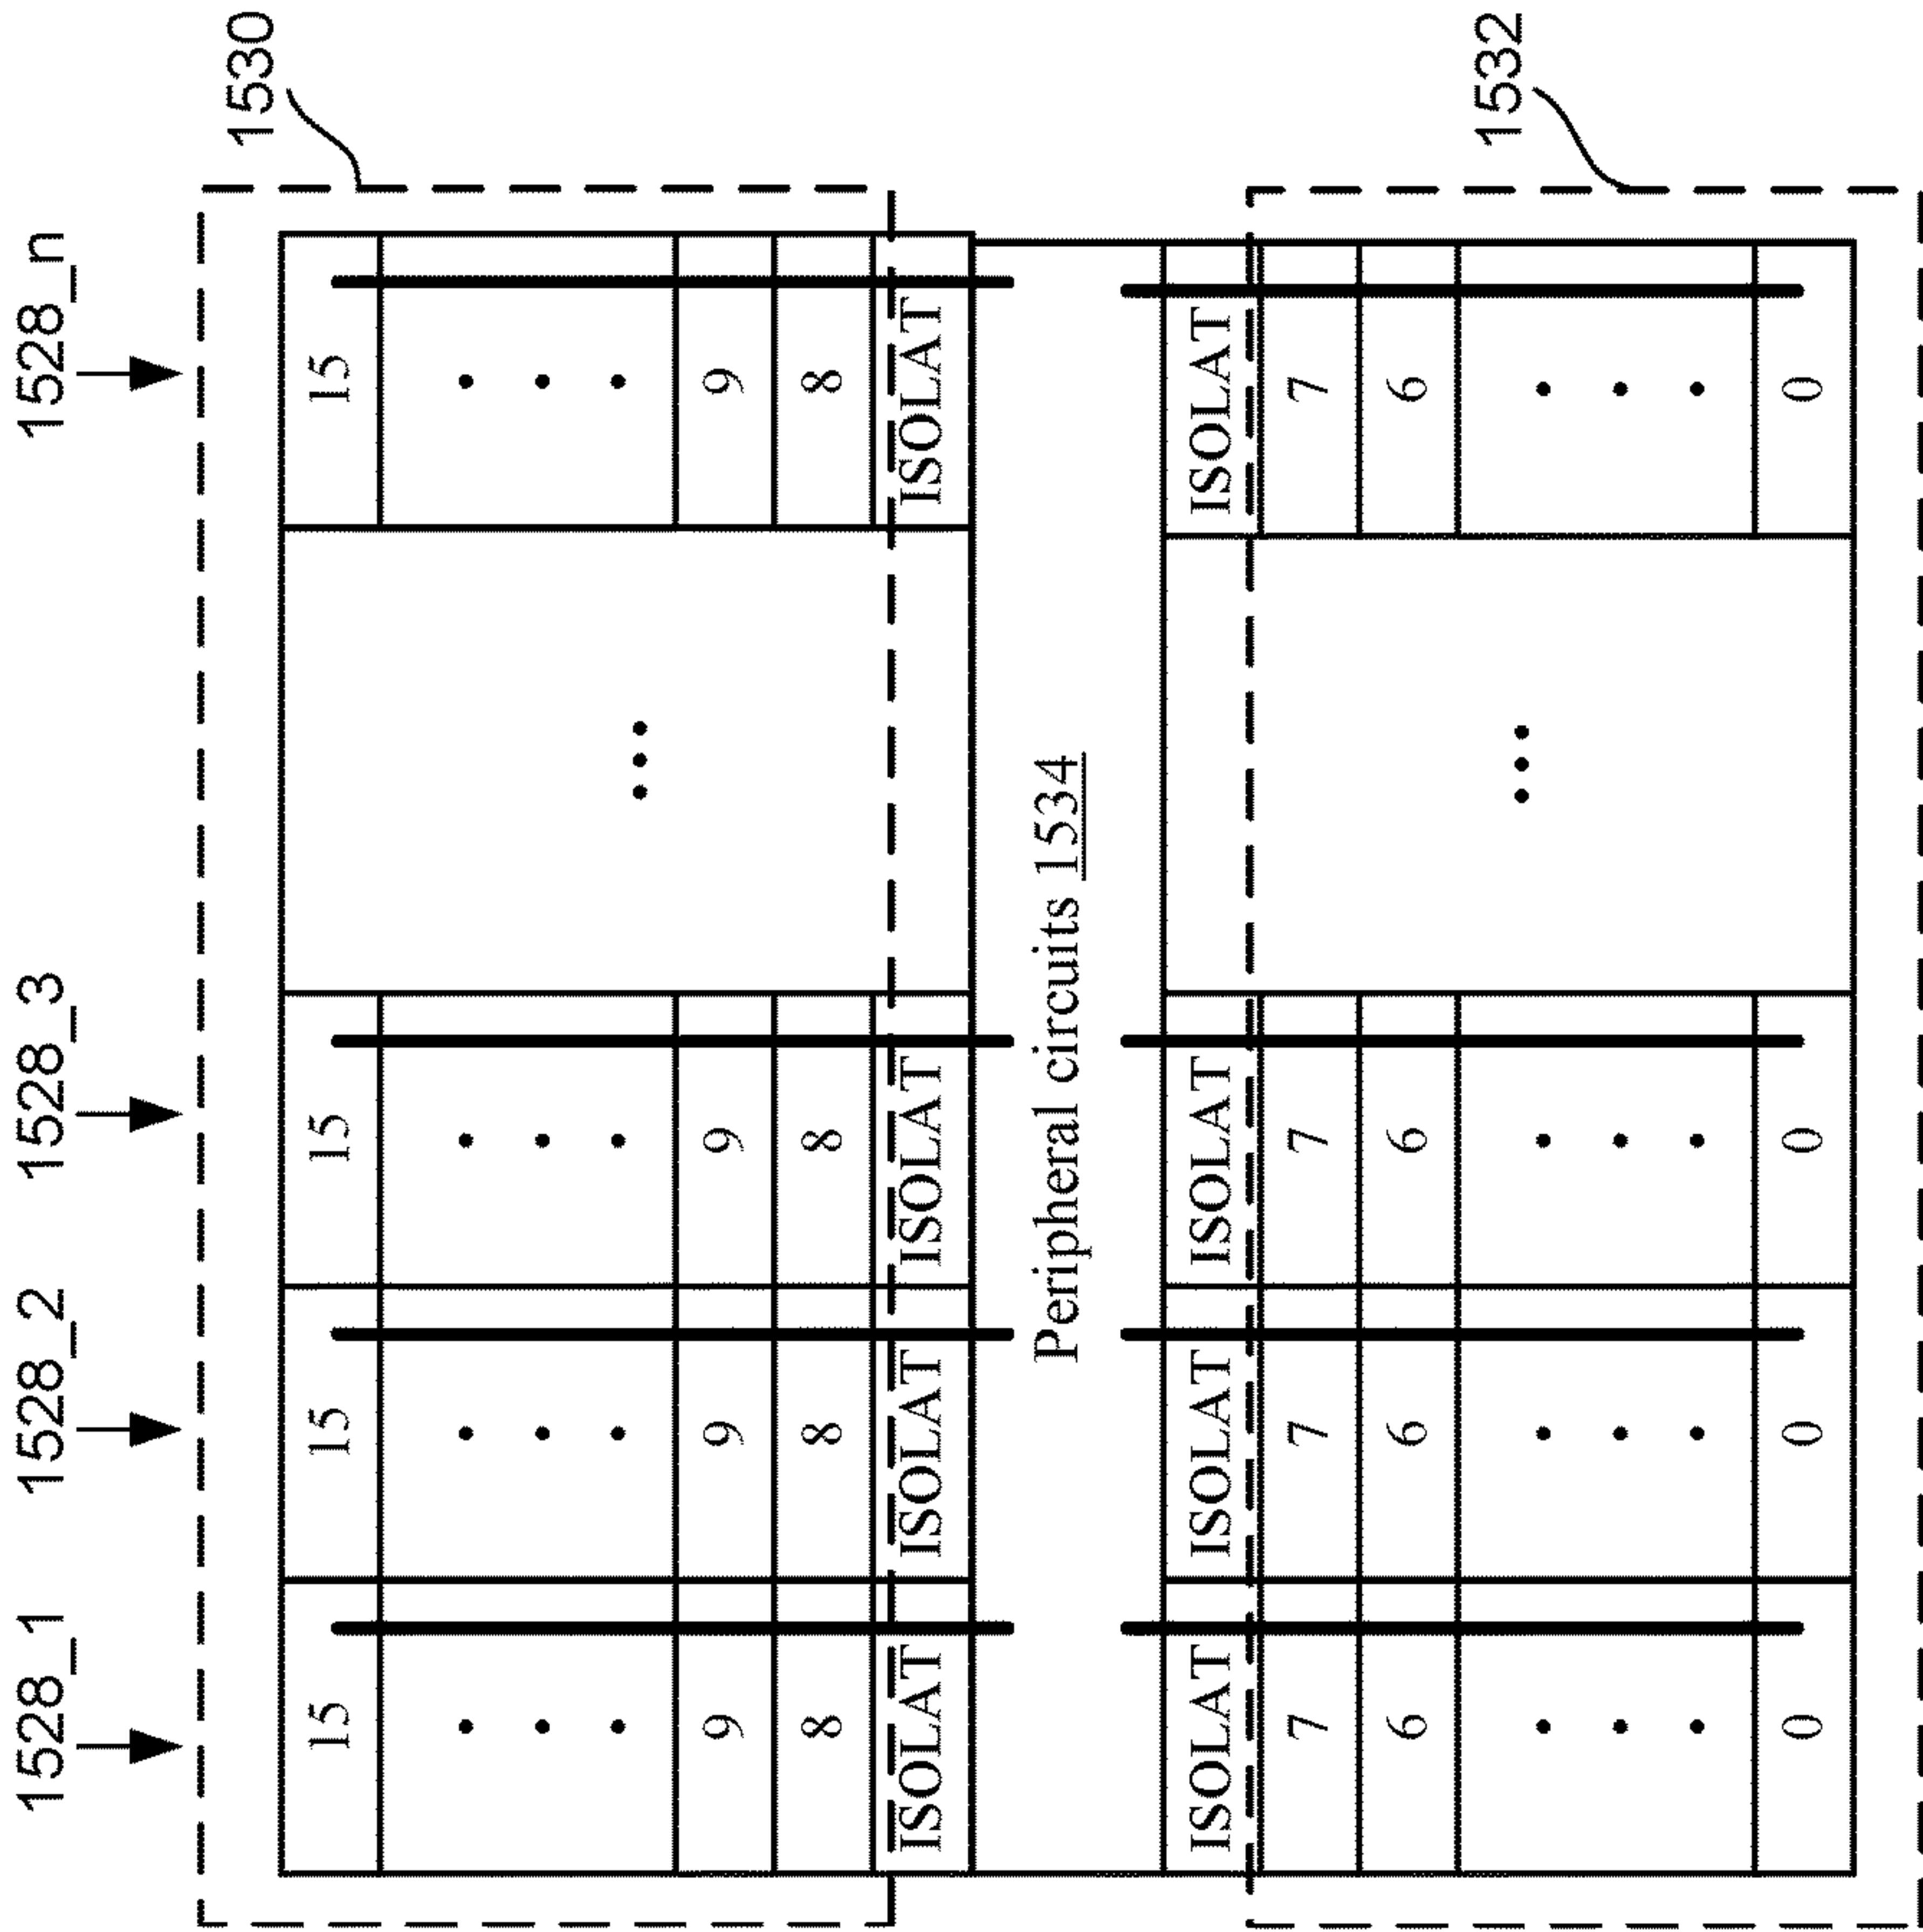 1528_1 1528_2 1528_3 1528_n
1530
15 15 15 15
9 9 9 9
8 8 8 8
ISOLAT ISOLAT ISOLAT ISOLAT
Peripheral circuits 1534
ISOLAT ISOLAT ISOLAT ISOLAT
7 7 7 7
6 6 6 6
1532
0 0 0 0